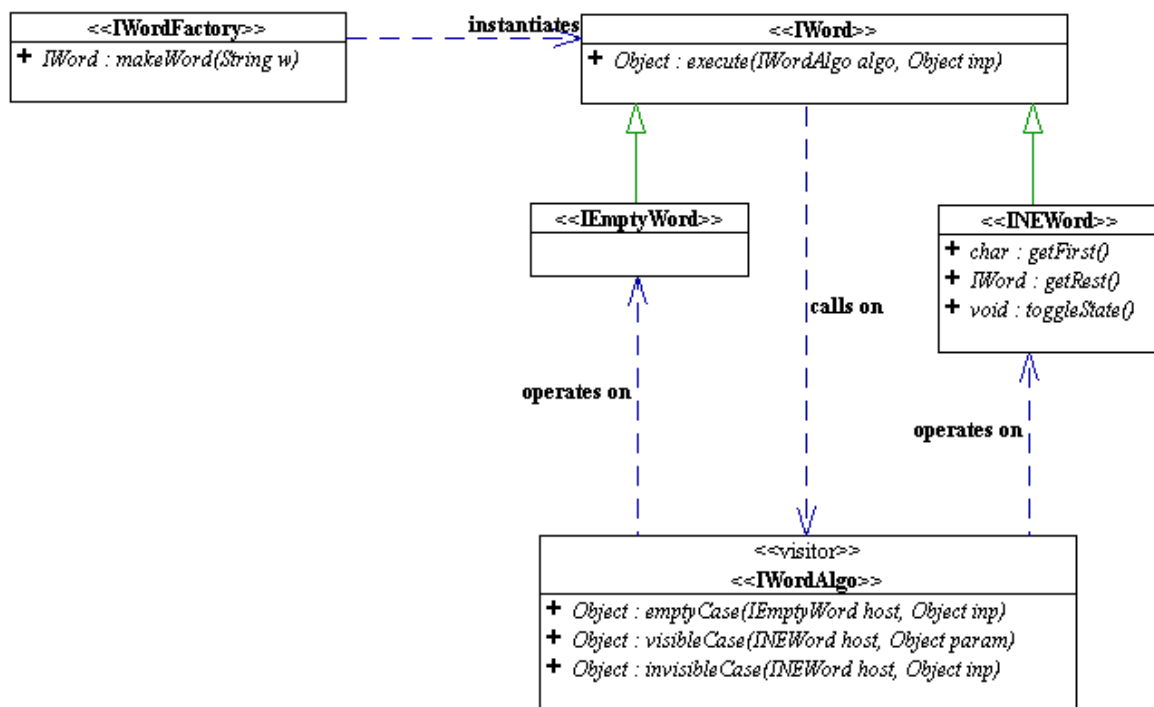 <<IWordFactory>>
+ IWord : makeWord(String w)
instantiates
<<IWord>>
+ Object : execute(IWordAlgo algo, Object inp)
<<IEmptyWord>>
<<INEWord>>
+ char : getFirst()
+ IWord : getRest()
+ void : toggleState()
calls on
operates on
operates on
<<visitor>>
<<IWordAlgo>>
+ Object : emptyCase(IEmptyWord host, Object inp)
+ Object : visibleCase(INEWord host, Object param)
+ Object : invisibleCase(INEWord host, Object inp)